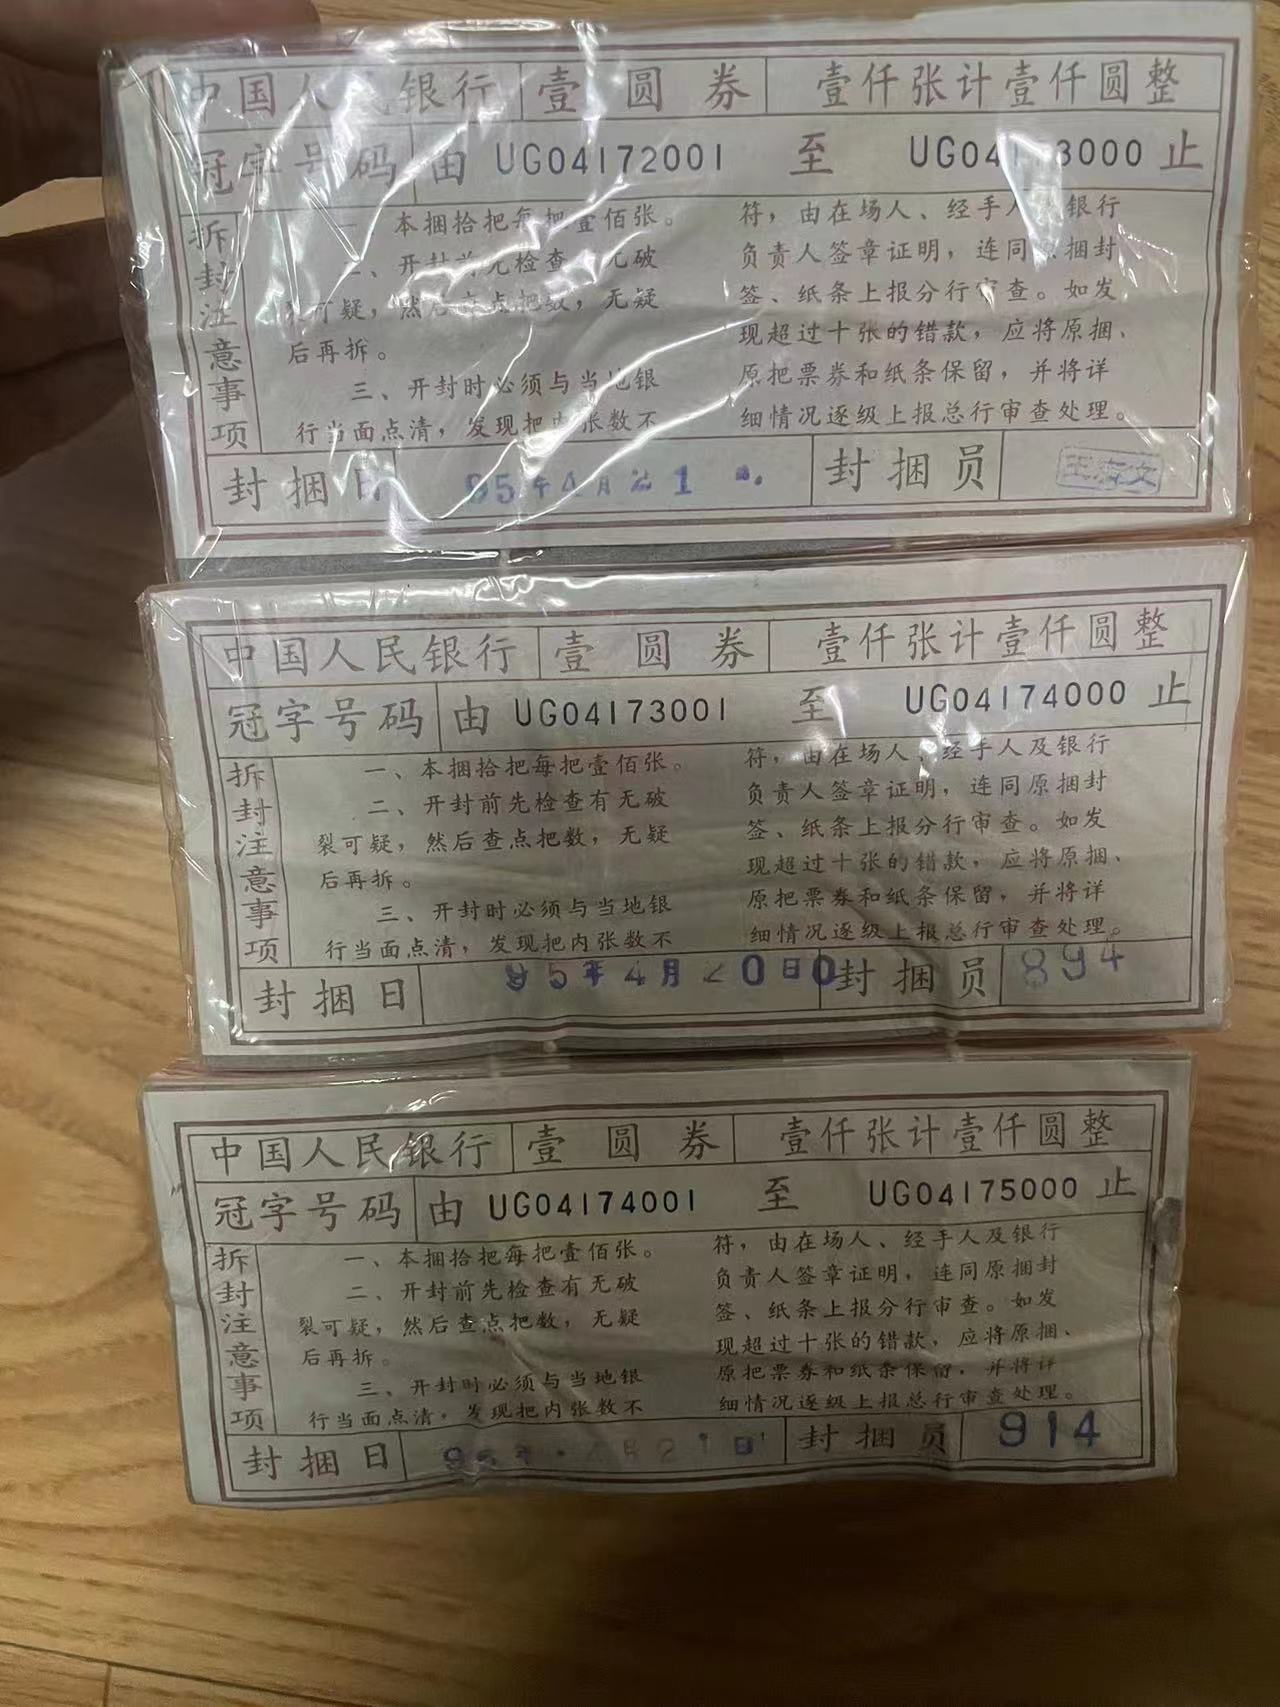 中国人民银行 壹圆券 壹仟张计壹仟圆整
冠字号码 由 UG04172001 至 UG04173000 止
拆封注意事项
一、本捆拾把每把壹佰张。
二、开封前先检查有无破
裂可疑，然后查点把数，无疑
后再拆。
三、开封时必须与当地银
行当面点清，发现把内张数不
符，由在场人、经手人及银行
负责人签章证明，连同原捆封
签、纸条上报分行审查。如发
现超过十张的错款，应将原捆、
原把票券和纸条保留，并将详
细情况逐级上报总行审查处理。
封捆日 95年4月21 封捆员
中国人民银行 壹圆券 壹仟张计壹仟圆整
冠字号码 由 UG04173001 至 UG04174000 止
拆封注意事项
一、本捆拾把每把壹佰张。
二、开封前先检查有无破
裂可疑，然后查点把数，无疑
后再拆。
三、开封时必须与当地银
行当面点清，发现把内张数不
符，由在场人、经手人及银行
负责人签章证明，连同原捆封
签、纸条上报分行审查。如发
现超过十张的错款，应将原捆、
原把票券和纸条保留，并将详
细情况逐级上报总行审查处理。
封捆日 95年4月20日0 封捆员 894
中国人民银行 壹圆券 壹仟张计壹仟圆整
冠字号码 由 UG04174001 至 UG04175000 止
拆封注意事项
一、本捆拾把每把壹佰张。
二、开封前先检查有无破
裂可疑，然后查点把数，无疑
后再拆。
三、开封时必须与当地银
行当面点清，发现把内张数不
符，由在场人、经手人及银行
负责人签章证明，连同原捆封
签、纸条上报分行审查。如发
现超过十张的错款，应将原捆、
原把票券和纸条保留，并将详
细情况逐级上报总行审查处理。
封捆日 封捆员 914